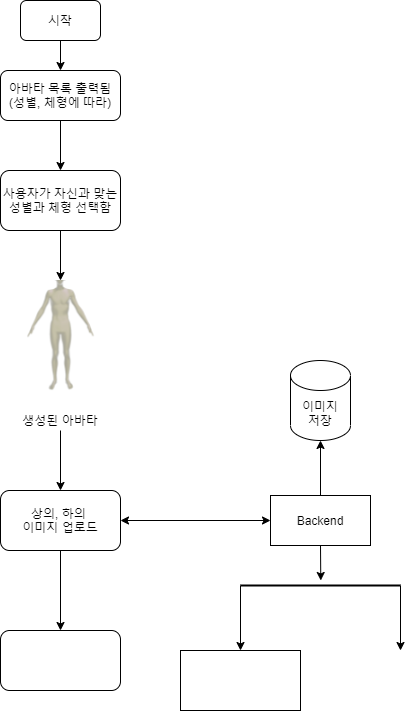 시작
아바타 목록 출력됨
(성별, 체형에 따라)
사용자가 자신과 맞는
성별과 체형 선택함
생성된 아바타
이미지
저장
상의, 하의
이미지 업로드
Backend